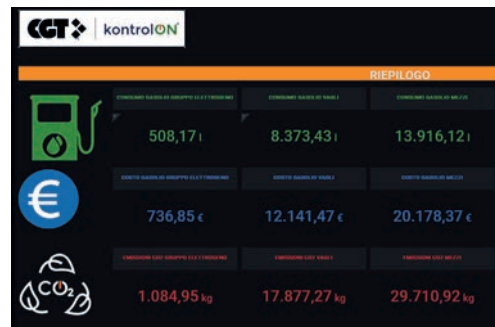 CGT kontrolON
RIEPILOGO
CONSUMO GASOLIO GRUPPO ELETTROGENO CONSUMO GASOLIO VAGLI CONSUMO GASOLIO MEZZI
508,17 l 8.373,43 l 13.916,12 l
COSTO GASOLIO GRUPPO ELETTROGENO COSTO GASOLIO VAGLI COSTO GASOLIO MEZZI
€
736,85 € 12.141,47 € 20.178,37 €
EMISSIONI CO2 GRUPPO ELETTROGENO EMISSIONI CO2 VAGLI EMISSIONI CO2 MEZZI
CO2
1.084,95 kg 17.877,27 kg 29.710,92 kg